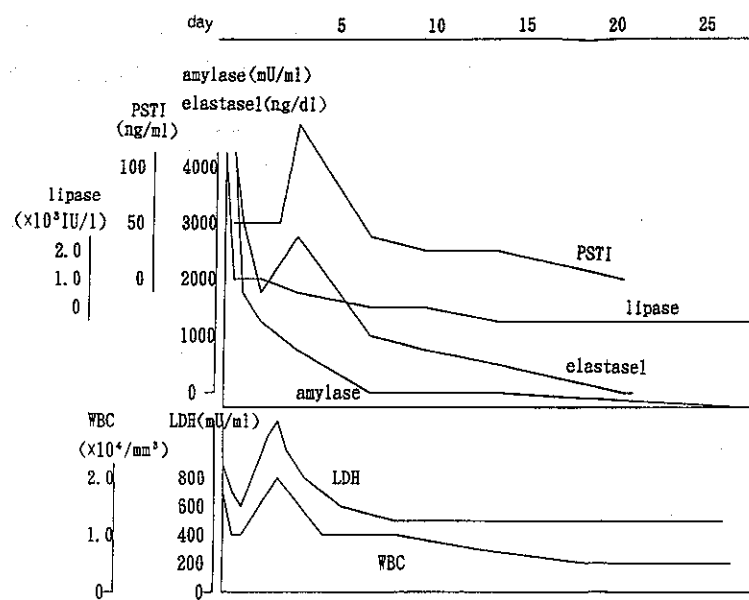 day 5 10 15 20 25
amylase(mU/ml)
PSTI elastase1(ng/dl)
(ng/ml)
100 4000
lipase
(×10³IU/l) 50 3000
2.0
1.0 0 2000
0
1000
0
PSTI
lipase
elastase1
amylase
WBC LDH(mU/ml)
(×10⁴/mm³)
2.0 800
600
1.0 400
200
0 0
LDH
WBC